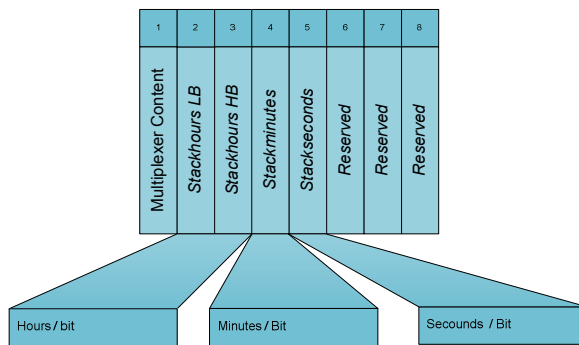 1 2 3 4 5 6 7 8
Multiplexer Content
Stackhours LB
Stackhours HB
Stackminutes
Stackseconds
Reserved
Reserved
Reserved
Hours / bit
Minutes / Bit
Secounds / Bit